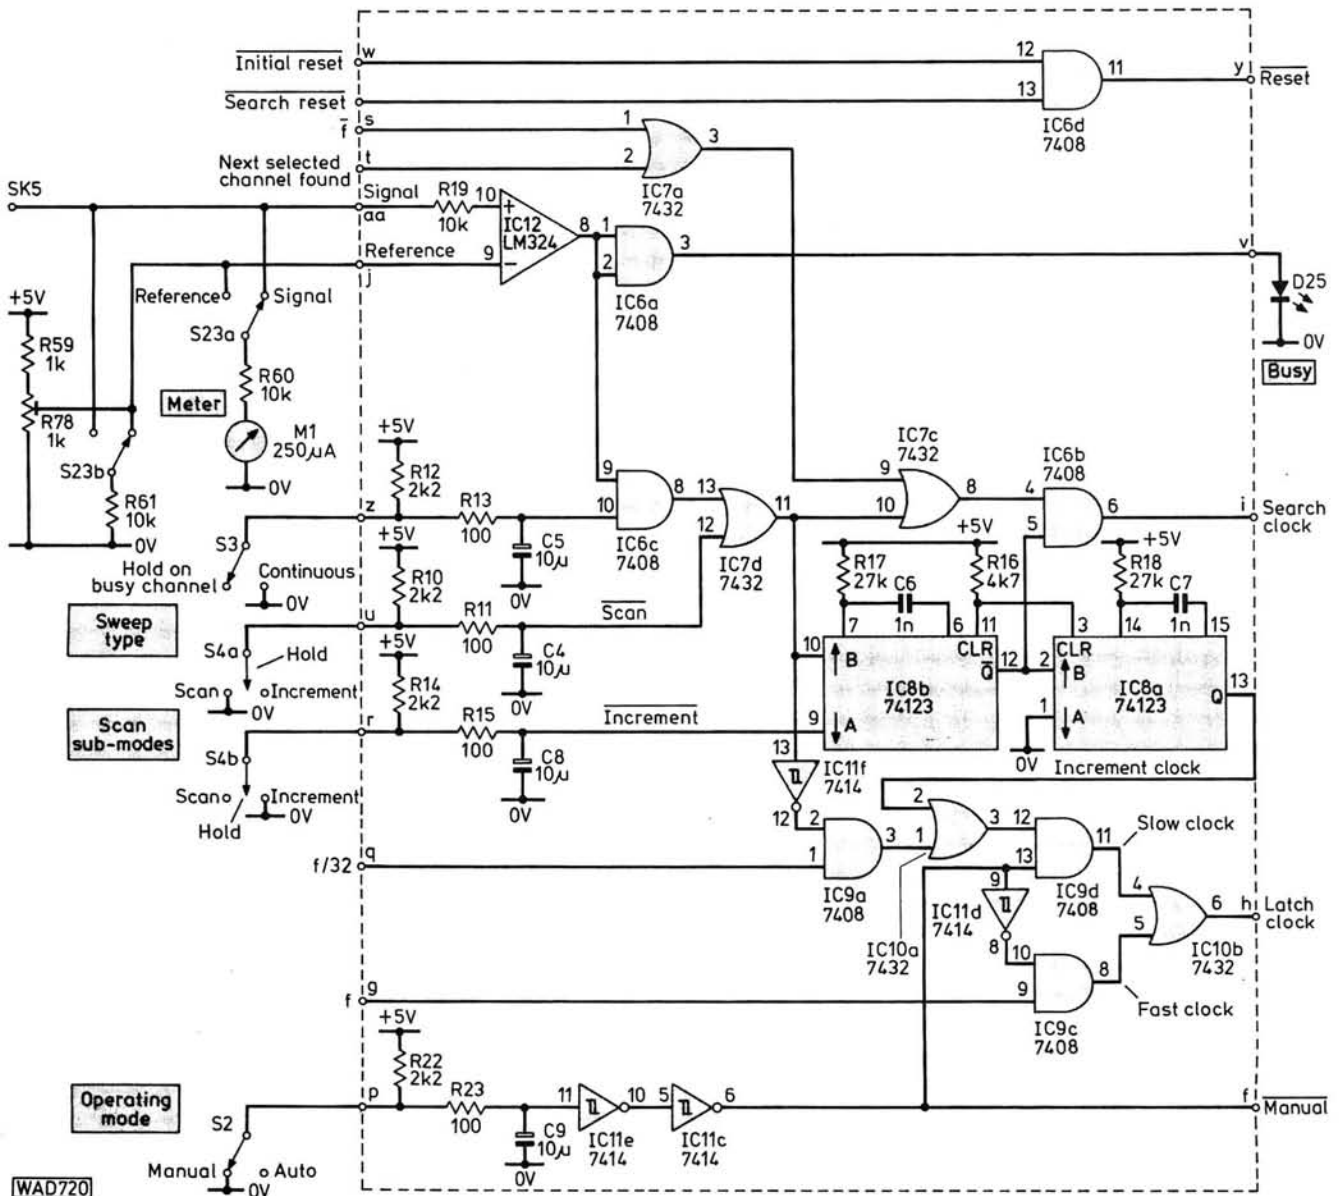 Initial reset
w
12
11
y
Reset
Search reset
13
IC6d
7408
f
s
1
3
Next selected
channel found
t
2
IC7a
7432
SK5
Signal
aa
R19
10k
10
+
IC12
LM324
8
1
3
v
Reference
j
9
−
2
IC6a
7408
D25
0V
Busy
Reference
Signal
+5V
S23a
R59
1k
R60
10k
Meter
R78
1k
M1
250μA
+5V
S23b
0V
R12
2k2
R61
10k
0V
z
R13
100
9
10
8
13
12
11
IC7c
7432
9
10
8
IC6b
7408
4
5
6
i
Search
clock
S3
Hold on
busy channel
Continuous
0V
+5V
C5
10μ
0V
IC6c
7408
IC7d
7432
+5V
R17
27k
R16
4k7
+5V
R18
27k
C6
1n
C7
1n
Sweep
type
R10
2k2
u
R11
100
Scan
7
6
11
3
14
15
S4a
Hold
+5V
C4
10μ
0V
10
B
CLR
Q
12
2
CLR
B
Q
13
IC8b
74123
IC8a
74123
Scan
Increment
0V
R14
2k2
Scan
sub-modes
r
R15
100
Increment
9
A
1
A
0V
Increment clock
S4b
C8
10μ
0V
13
IC11f
7414
Scan
Increment
0V
Hold
12
2
1
3
2
1
3
12
13
11
Slow clock
f/32
q
IC9a
7408
9
IC11d
7414
8
IC10a
7432
IC9d
7408
4
5
6
h
Latch
clock
IC10b
7432
f
g
10
9
8
Fast clock
IC9c
7408
+5V
R22
2k2
Operating
mode
p
R23
100
11
10
5
6
f
Manual
S2
C9
10μ
0V
IC11e
7414
IC11c
7414
Manual
Auto
0V
WAD720